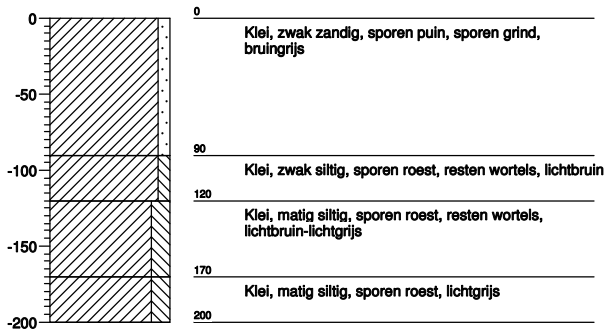 0
0
Klei, zwak zandig, sporen puin, sporen grind,
bruingrijs
-50
90
-100
Klei, zwak siltig, sporen roest, resten wortels, lichtbruin
120
Klei, matig siltig, sporen roest, resten wortels,
lichtbruin-lichtgrijs
-150
170
Klei, matig siltig, sporen roest, lichtgrijs
-200
200